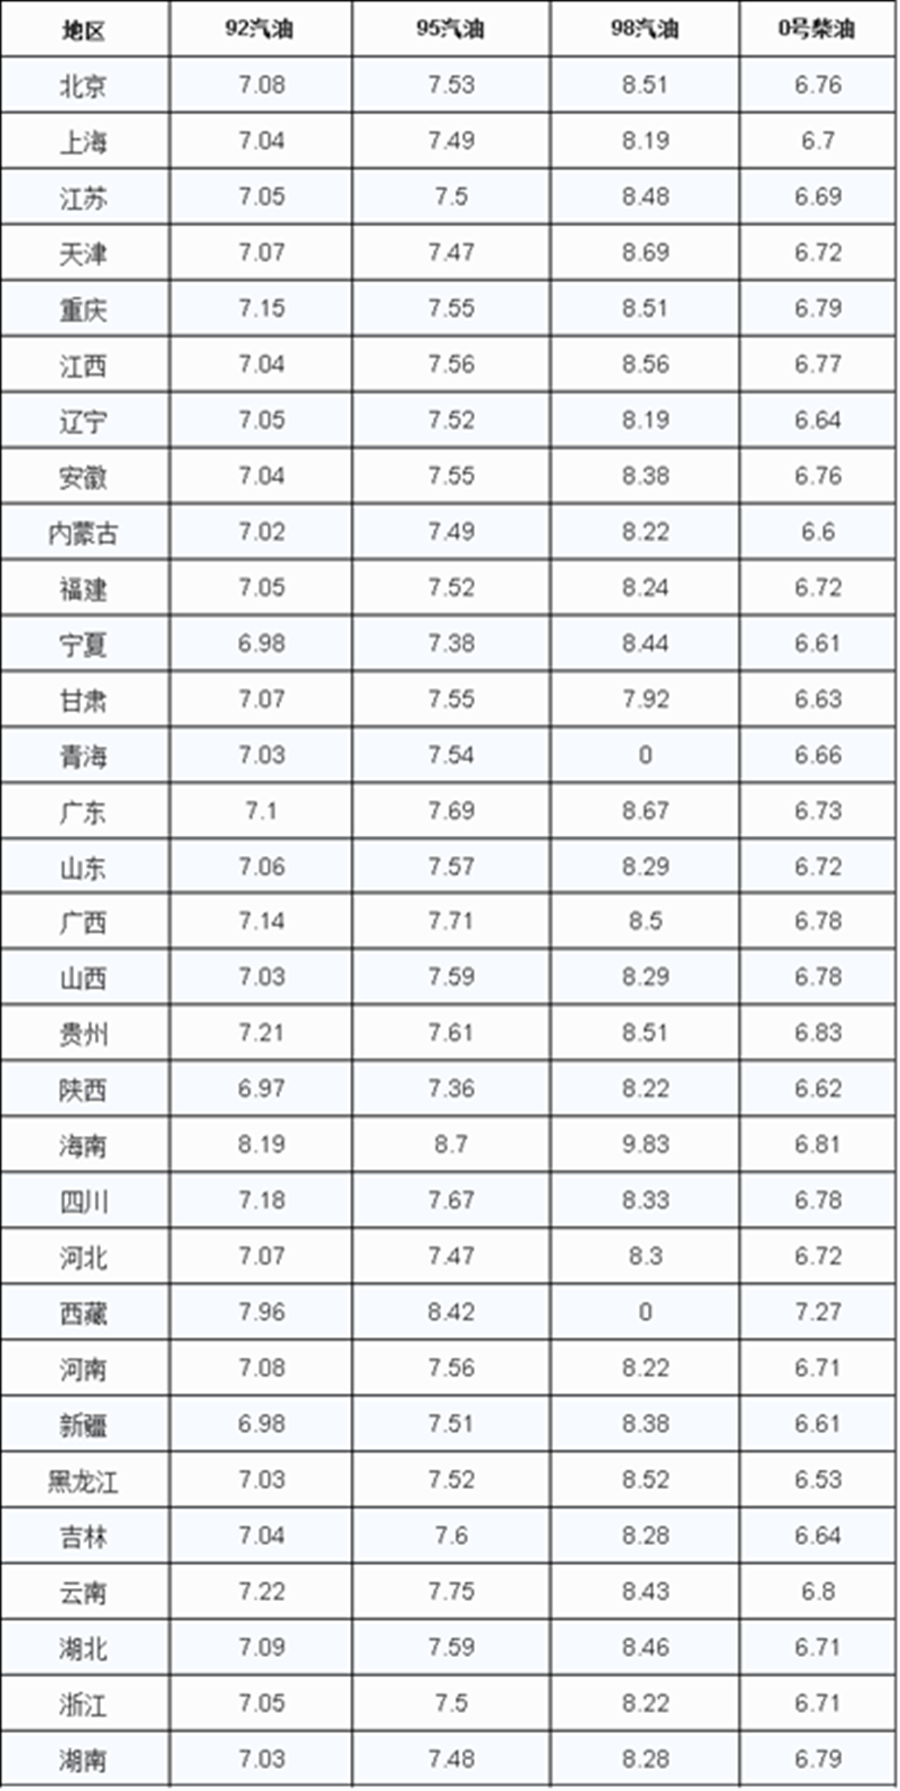 地区 92汽油 95汽油 98汽油 0号柴油
北京 7.08 7.53 8.51 6.76
上海 7.04 7.49 8.19 6.7
江苏 7.05 7.5 8.48 6.69
天津 7.07 7.47 8.69 6.72
重庆 7.15 7.55 8.51 6.79
江西 7.04 7.56 8.56 6.77
辽宁 7.05 7.52 8.19 6.64
安徽 7.04 7.55 8.38 6.76
内蒙古 7.02 7.49 8.22 6.6
福建 7.05 7.52 8.24 6.72
宁夏 6.98 7.38 8.44 6.61
甘肃 7.07 7.55 7.92 6.63
青海 7.03 7.54 0 6.66
广东 7.1 7.69 8.67 6.73
山东 7.06 7.57 8.29 6.72
广西 7.14 7.71 8.5 6.78
山西 7.03 7.59 8.29 6.78
贵州 7.21 7.61 8.51 6.83
陕西 6.97 7.36 8.22 6.62
海南 8.19 8.7 9.83 6.81
四川 7.18 7.67 8.33 6.78
河北 7.07 7.47 8.3 6.72
西藏 7.96 8.42 0 7.27
河南 7.08 7.56 8.22 6.71
新疆 6.98 7.51 8.38 6.61
黑龙江 7.03 7.52 8.52 6.53
吉林 7.04 7.6 8.28 6.64
云南 7.22 7.75 8.43 6.8
湖北 7.09 7.59 8.46 6.71
浙江 7.05 7.5 8.22 6.71
湖南 7.03 7.48 8.28 6.79